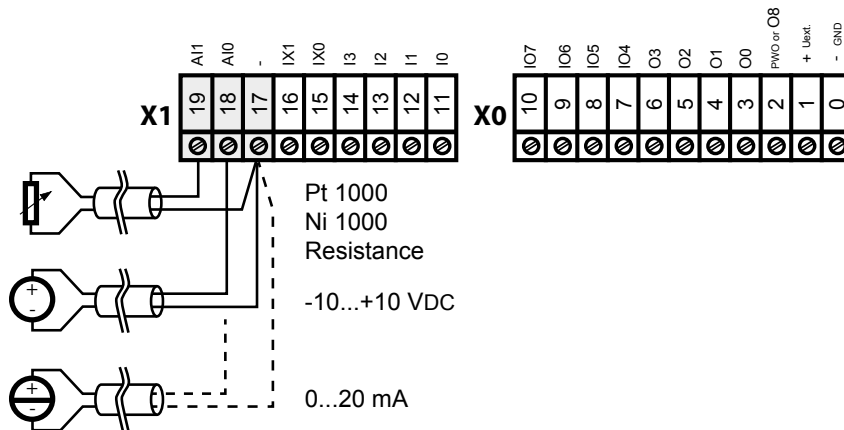 AI1 AI0 - IX1 IX0 I3 I2 I1 I0
X1 19 18 17 16 15 14 13 12 11
IO7 IO6 IO5 IO4 O3 O2 O1 O0 PWO or O8 + Uext. - GND
X0 10 9 8 7 6 5 4 3 2 1 0
Pt 1000
Ni 1000
Resistance
+
-
-10...+10 VDC
+
-
0...20 mA